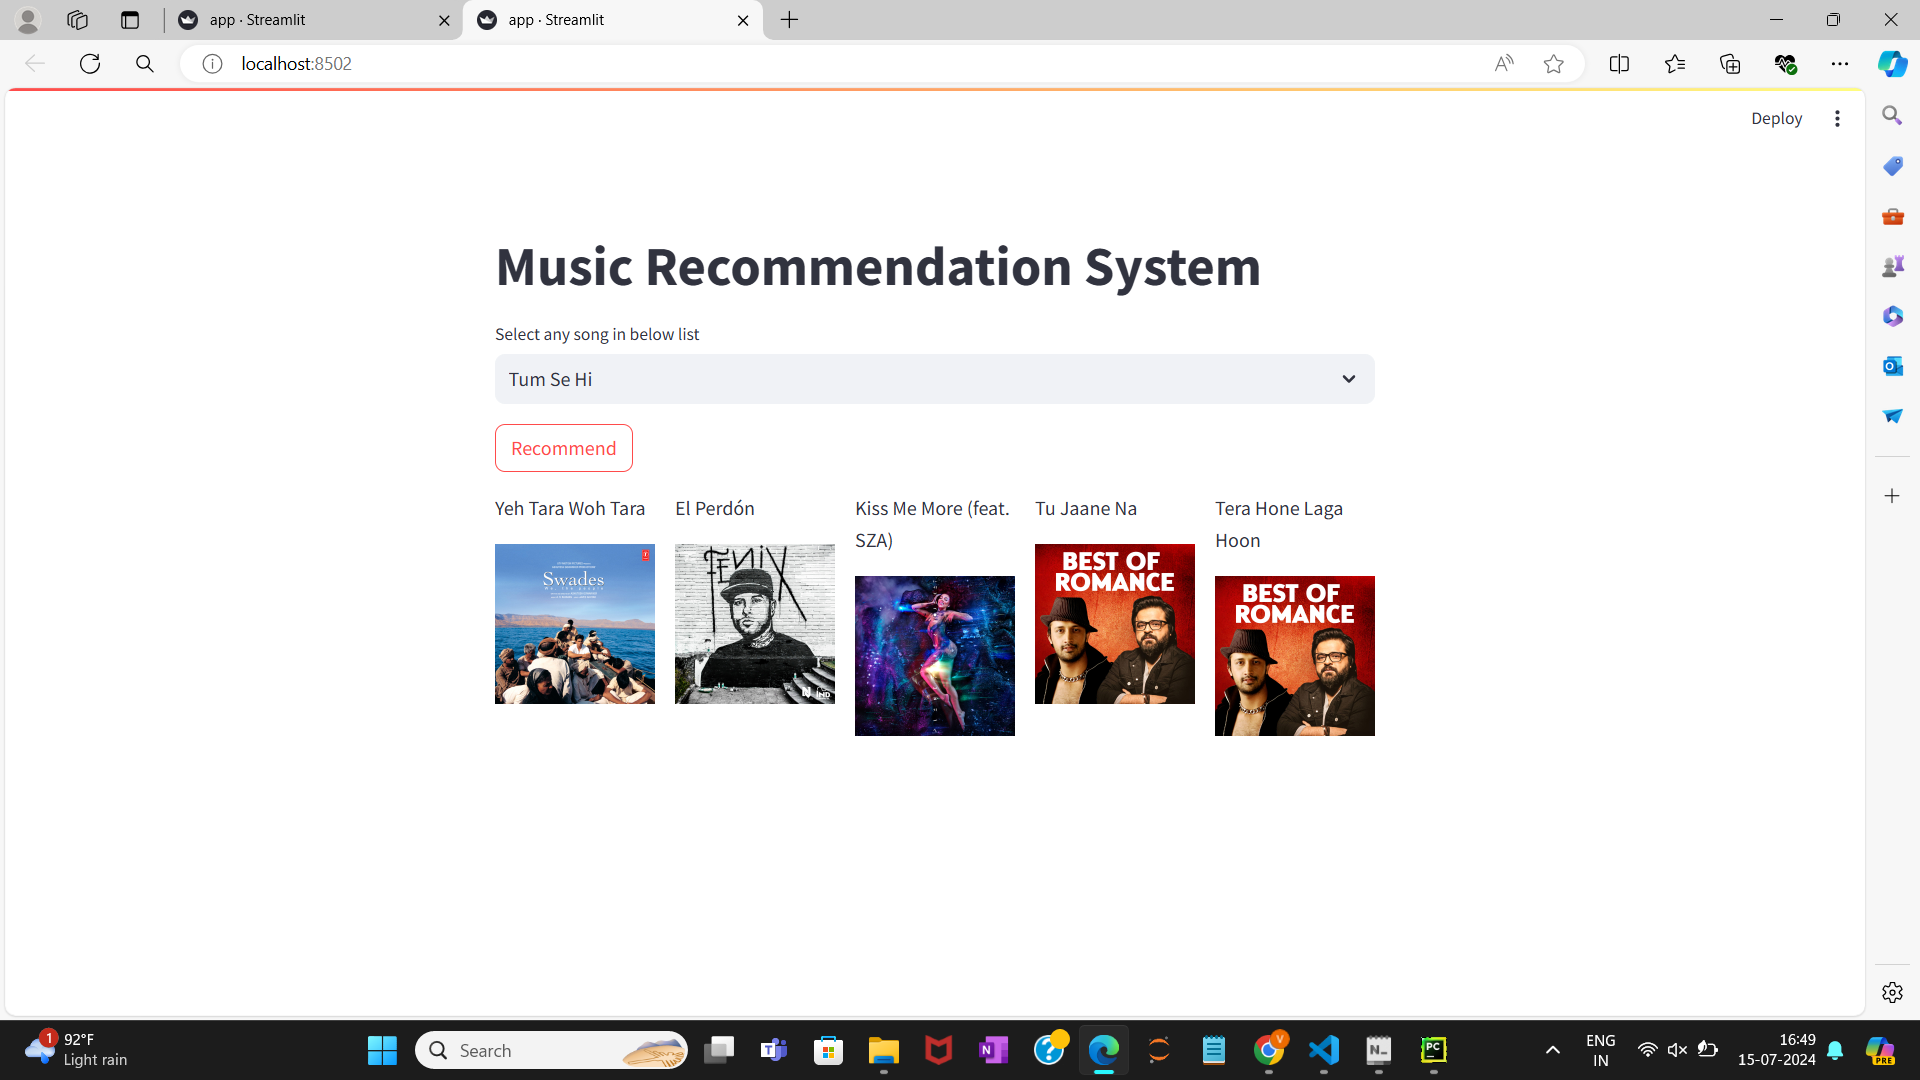 app · Streamlit
app · Streamlit
localhost:8502
Deploy
Music Recommendation System
Select any song in below list
Tum Se Hi
Recommend
Yeh Tara Woh Tara
El Perdón
Kiss Me More (feat.
SZA)
Tu Jaane Na
Tera Hone Laga
Hoon
Swades
FENIX
BEST OF
ROMANCE
BEST OF
ROMANCE
1
92°F
Light rain
Search
V
PC
ENG
IN
16:49
15-07-2024
PRE